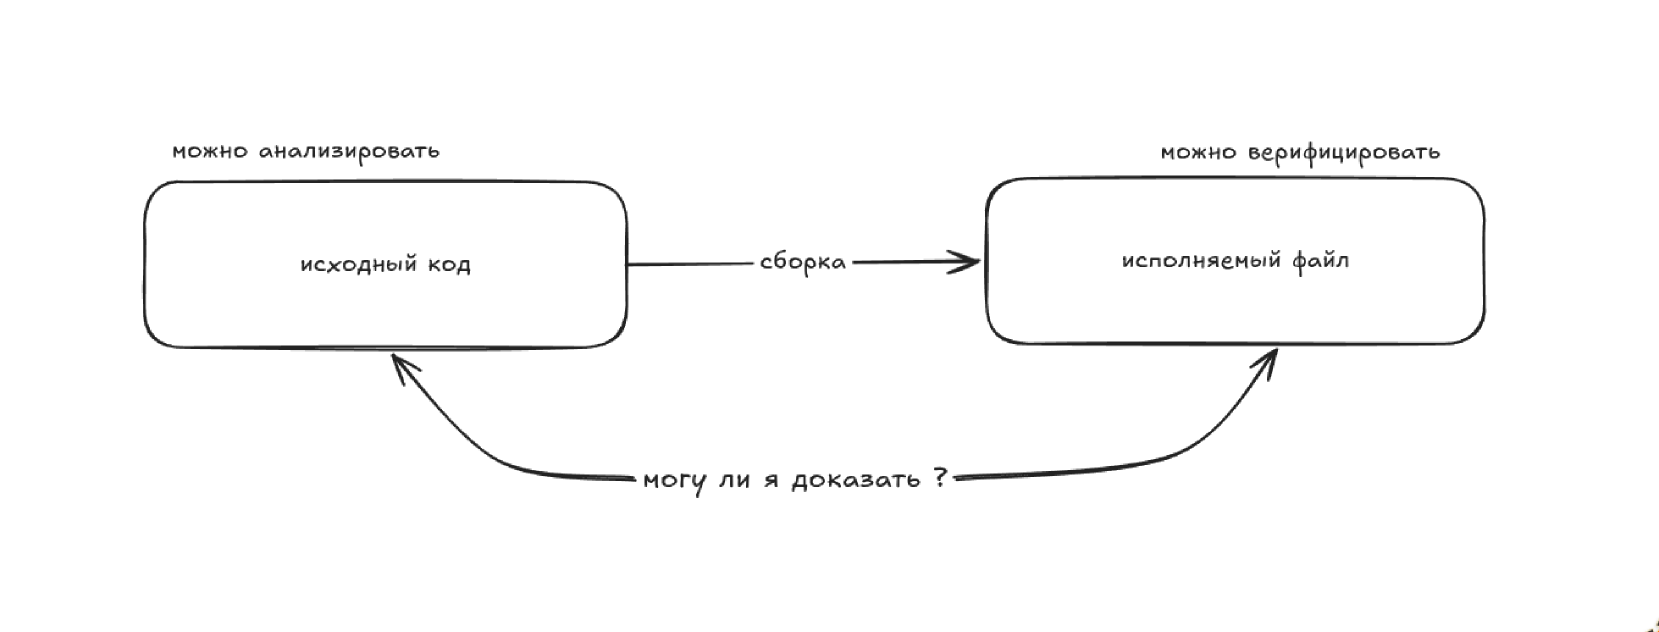 можно анализировать
можно верифицировать
исходный код
сборка
исполняемый файл
могу ли я доказать ?